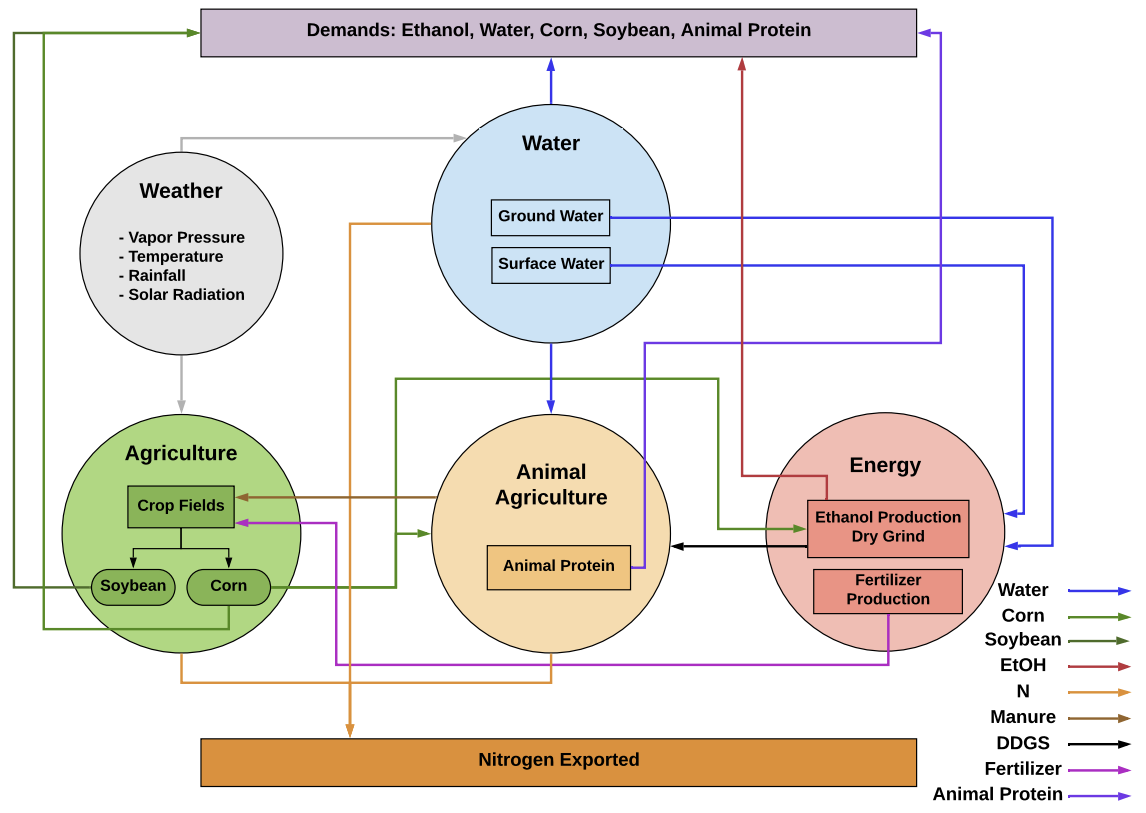 Demands: Ethanol, Water, Corn, Soybean, Animal Protein
Water
Ground Water
Surface Water
Weather
- Vapor Pressure
- Temperature
- Rainfall
- Solar Radiation
Agriculture
Crop Fields
Soybean
Corn
Animal
Agriculture
Animal Protein
Energy
Ethanol Production
Dry Grind
Fertilizer
Production
Water
Corn
Soybean
EtOH
N
Manure
DDGS
Fertilizer
Animal Protein
Nitrogen Exported